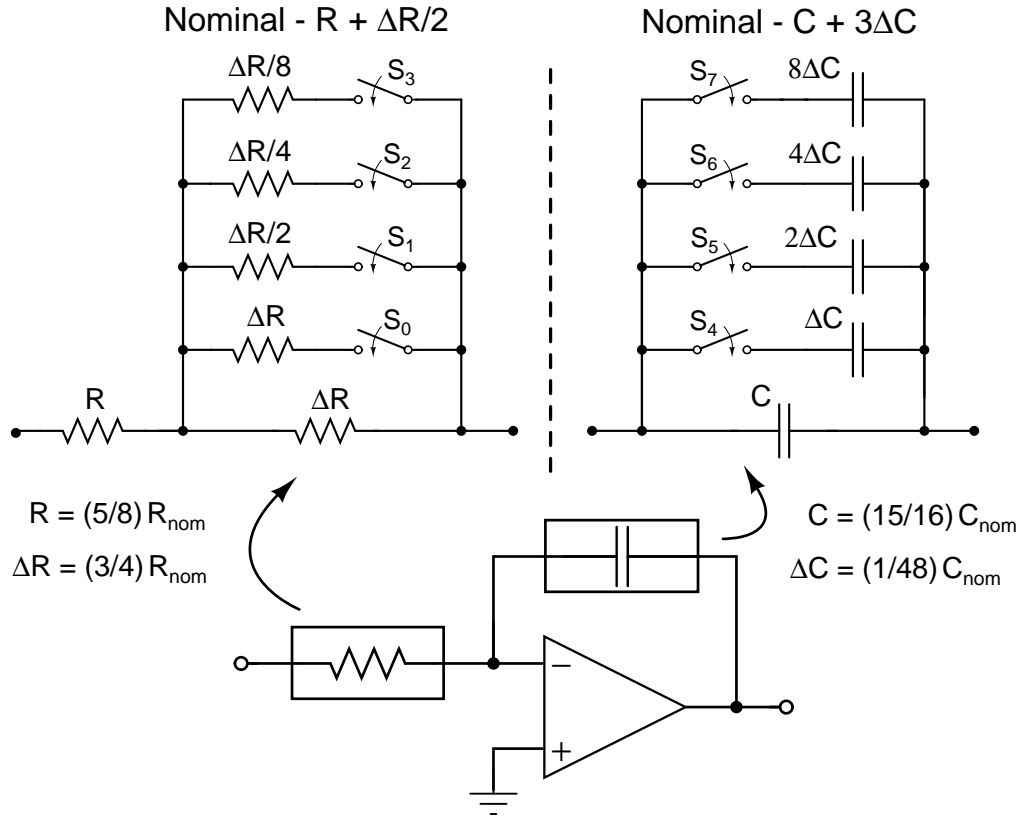 Nominal - R + ΔR/2
Nominal - C + 3ΔC
ΔR/8
S3
S7
8ΔC
ΔR/4
S2
S6
4ΔC
ΔR/2
S1
S5
2ΔC
ΔR
S0
S4
ΔC
R
ΔR
C
R = (5/8) Rnom
C = (15/16) Cnom
ΔR = (3/4) Rnom
ΔC = (1/48) Cnom
−
+